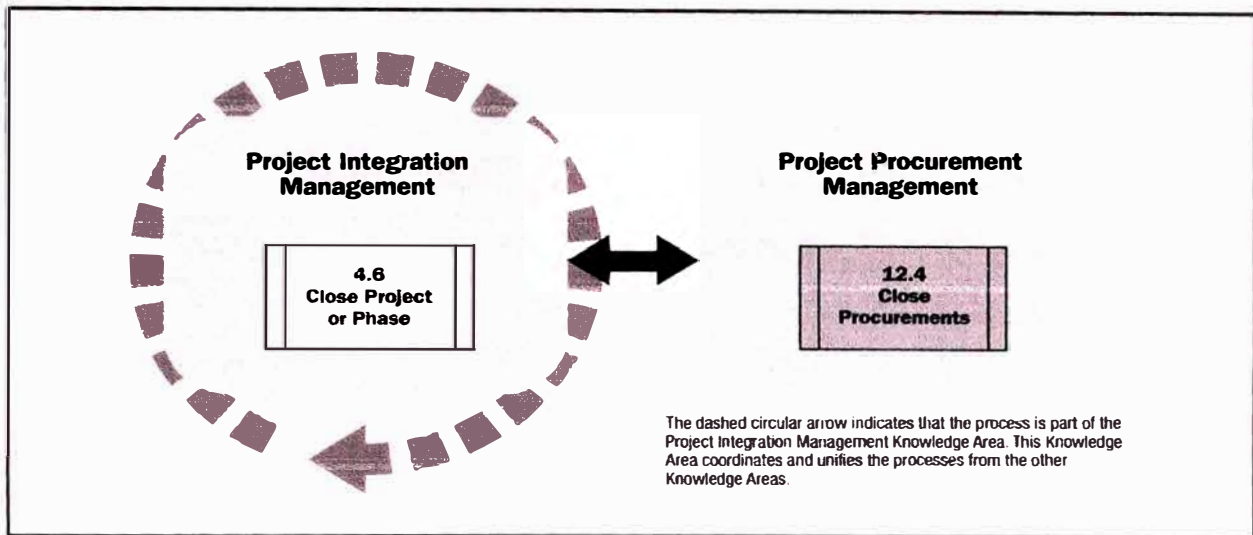 Project Integration
Management
Project Procurement
Management
4.6
Close Project
or Phase
12.4
Close
Procurements
The dashed circular arrow indicates that the process is part of the
Project Integration Management Knowledge Area. This Knowledge
Area coordinates and unifies the processes from the other
Knowledge Areas.